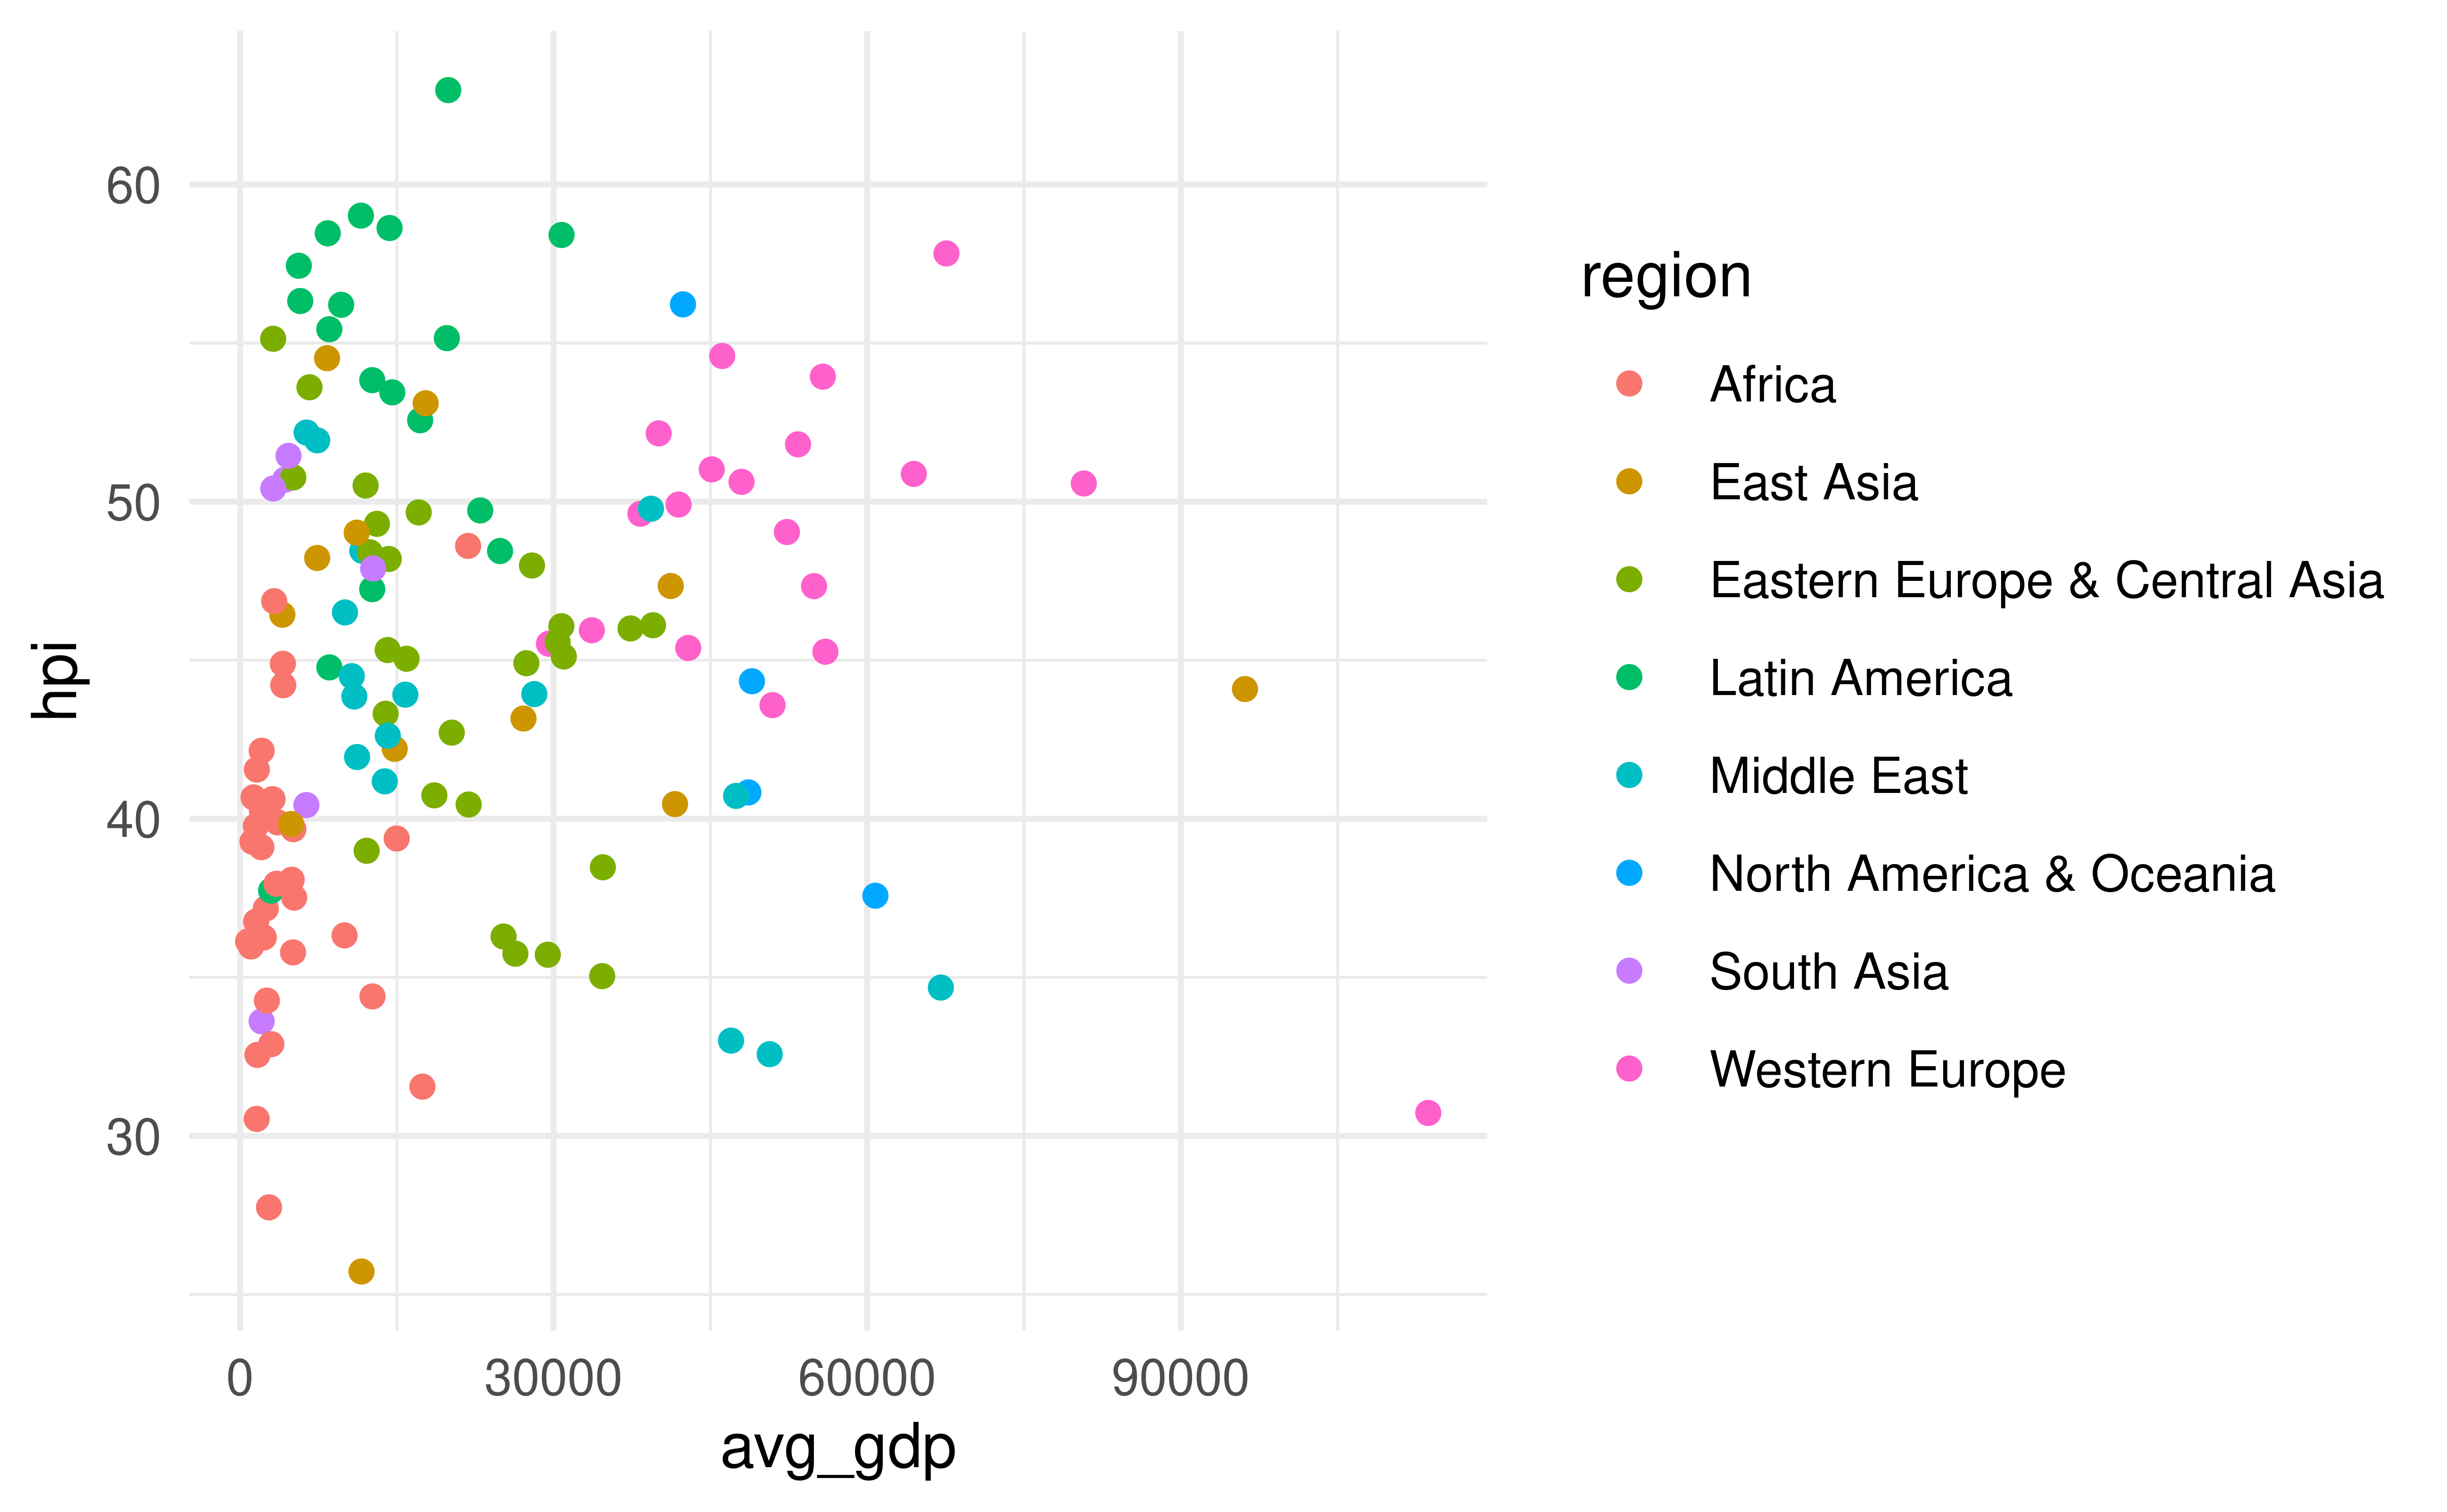 60
50
40
30
hpi
0 30000 60000 90000
avg_gdp
region
Africa
East Asia
Eastern Europe & Central Asia
Latin America
Middle East
North America & Oceania
South Asia
Western Europe